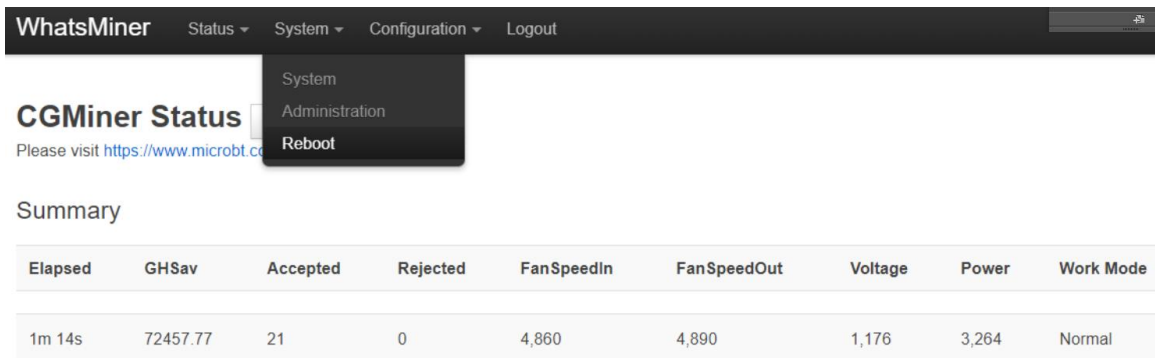 WhatsMiner Status System Configuration Logout
System
Administration
Reboot
CGMiner Status
Please visit https://www.microbt.co
Summary
Elapsed GHSav Accepted Rejected FanSpeedIn FanSpeedOut Voltage Power Work Mode
1m 14s 72457.77 21 0 4,860 4,890 1,176 3,264 Normal